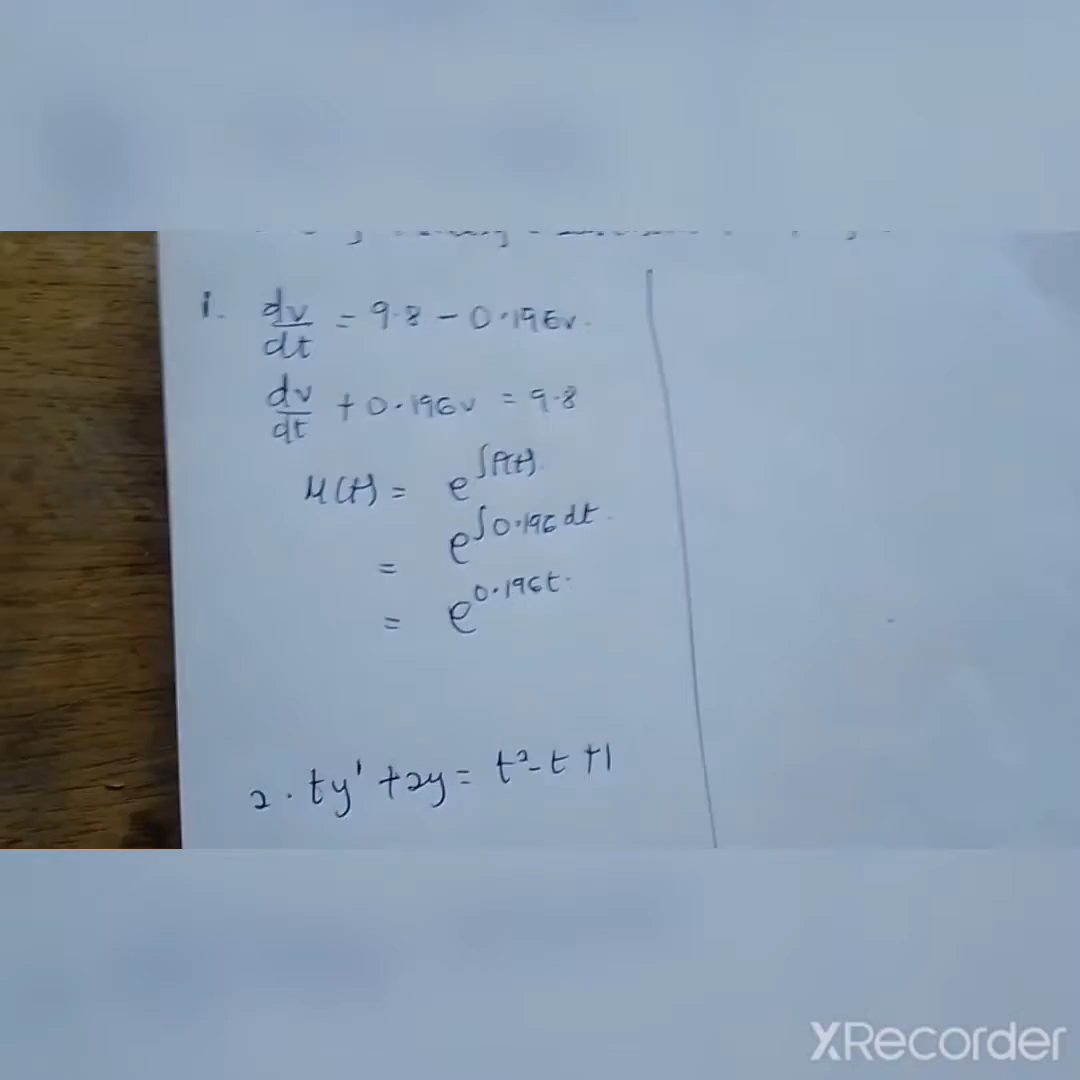 1. dv/dt = 9.8 - 0.196v.
dv/dt + 0.196v = 9.8
μ(t) = e^∫P(t).
= e^∫0.196 dt.
= e^0.196t.
2. ty' + 2y = t² - t + 1
XRecorder